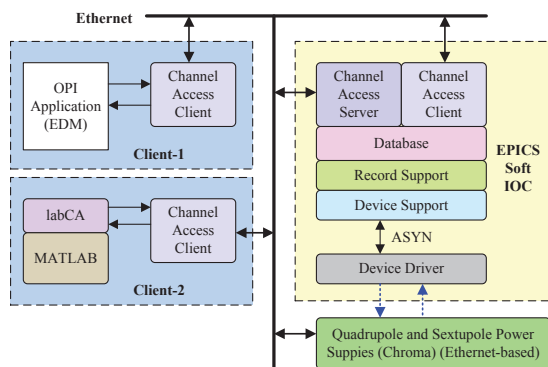 Ethernet
OPI
Application
(EDM)
Channel
Access
Client
Client-1
labCA
MATLAB
Channel
Access
Client
Client-2
Channel
Access
Server
Channel
Access
Client
Database
Record Support
Device Support
ASYN
Device Driver
EPICS
Soft
IOC
Quadrupole and Sextupole Power
Suppies (Chroma) (Ethernet-based)